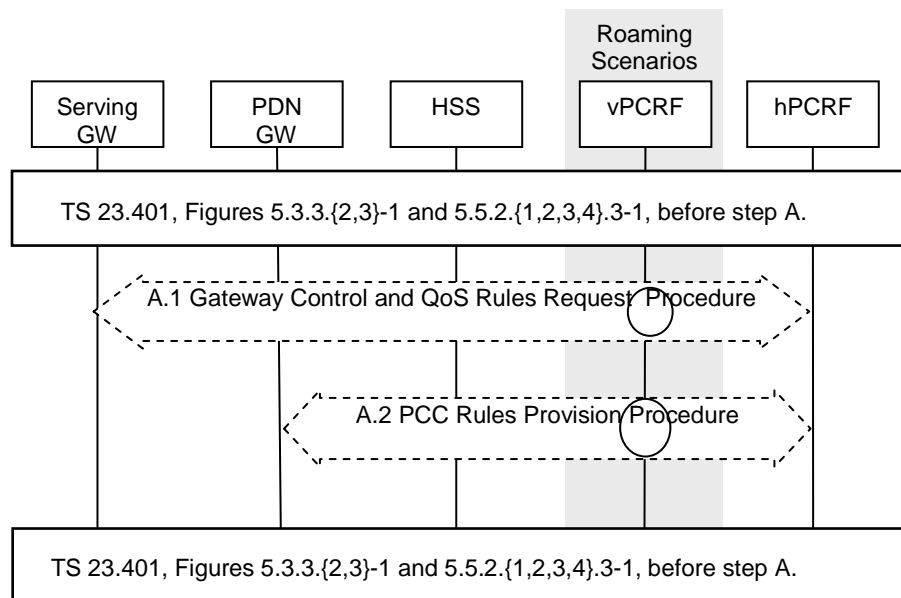 Roaming
Scenarios
Serving
GW
PDN
GW
HSS
vPCRF
hPCRF
TS 23.401, Figures 5.3.3.{2,3}-1 and 5.5.2.{1,2,3,4}.3-1, before step A.
A.1 Gateway Control and QoS Rules Request Procedure
A.2 PCC Rules Provision Procedure
TS 23.401, Figures 5.3.3.{2,3}-1 and 5.5.2.{1,2,3,4}.3-1, before step A.